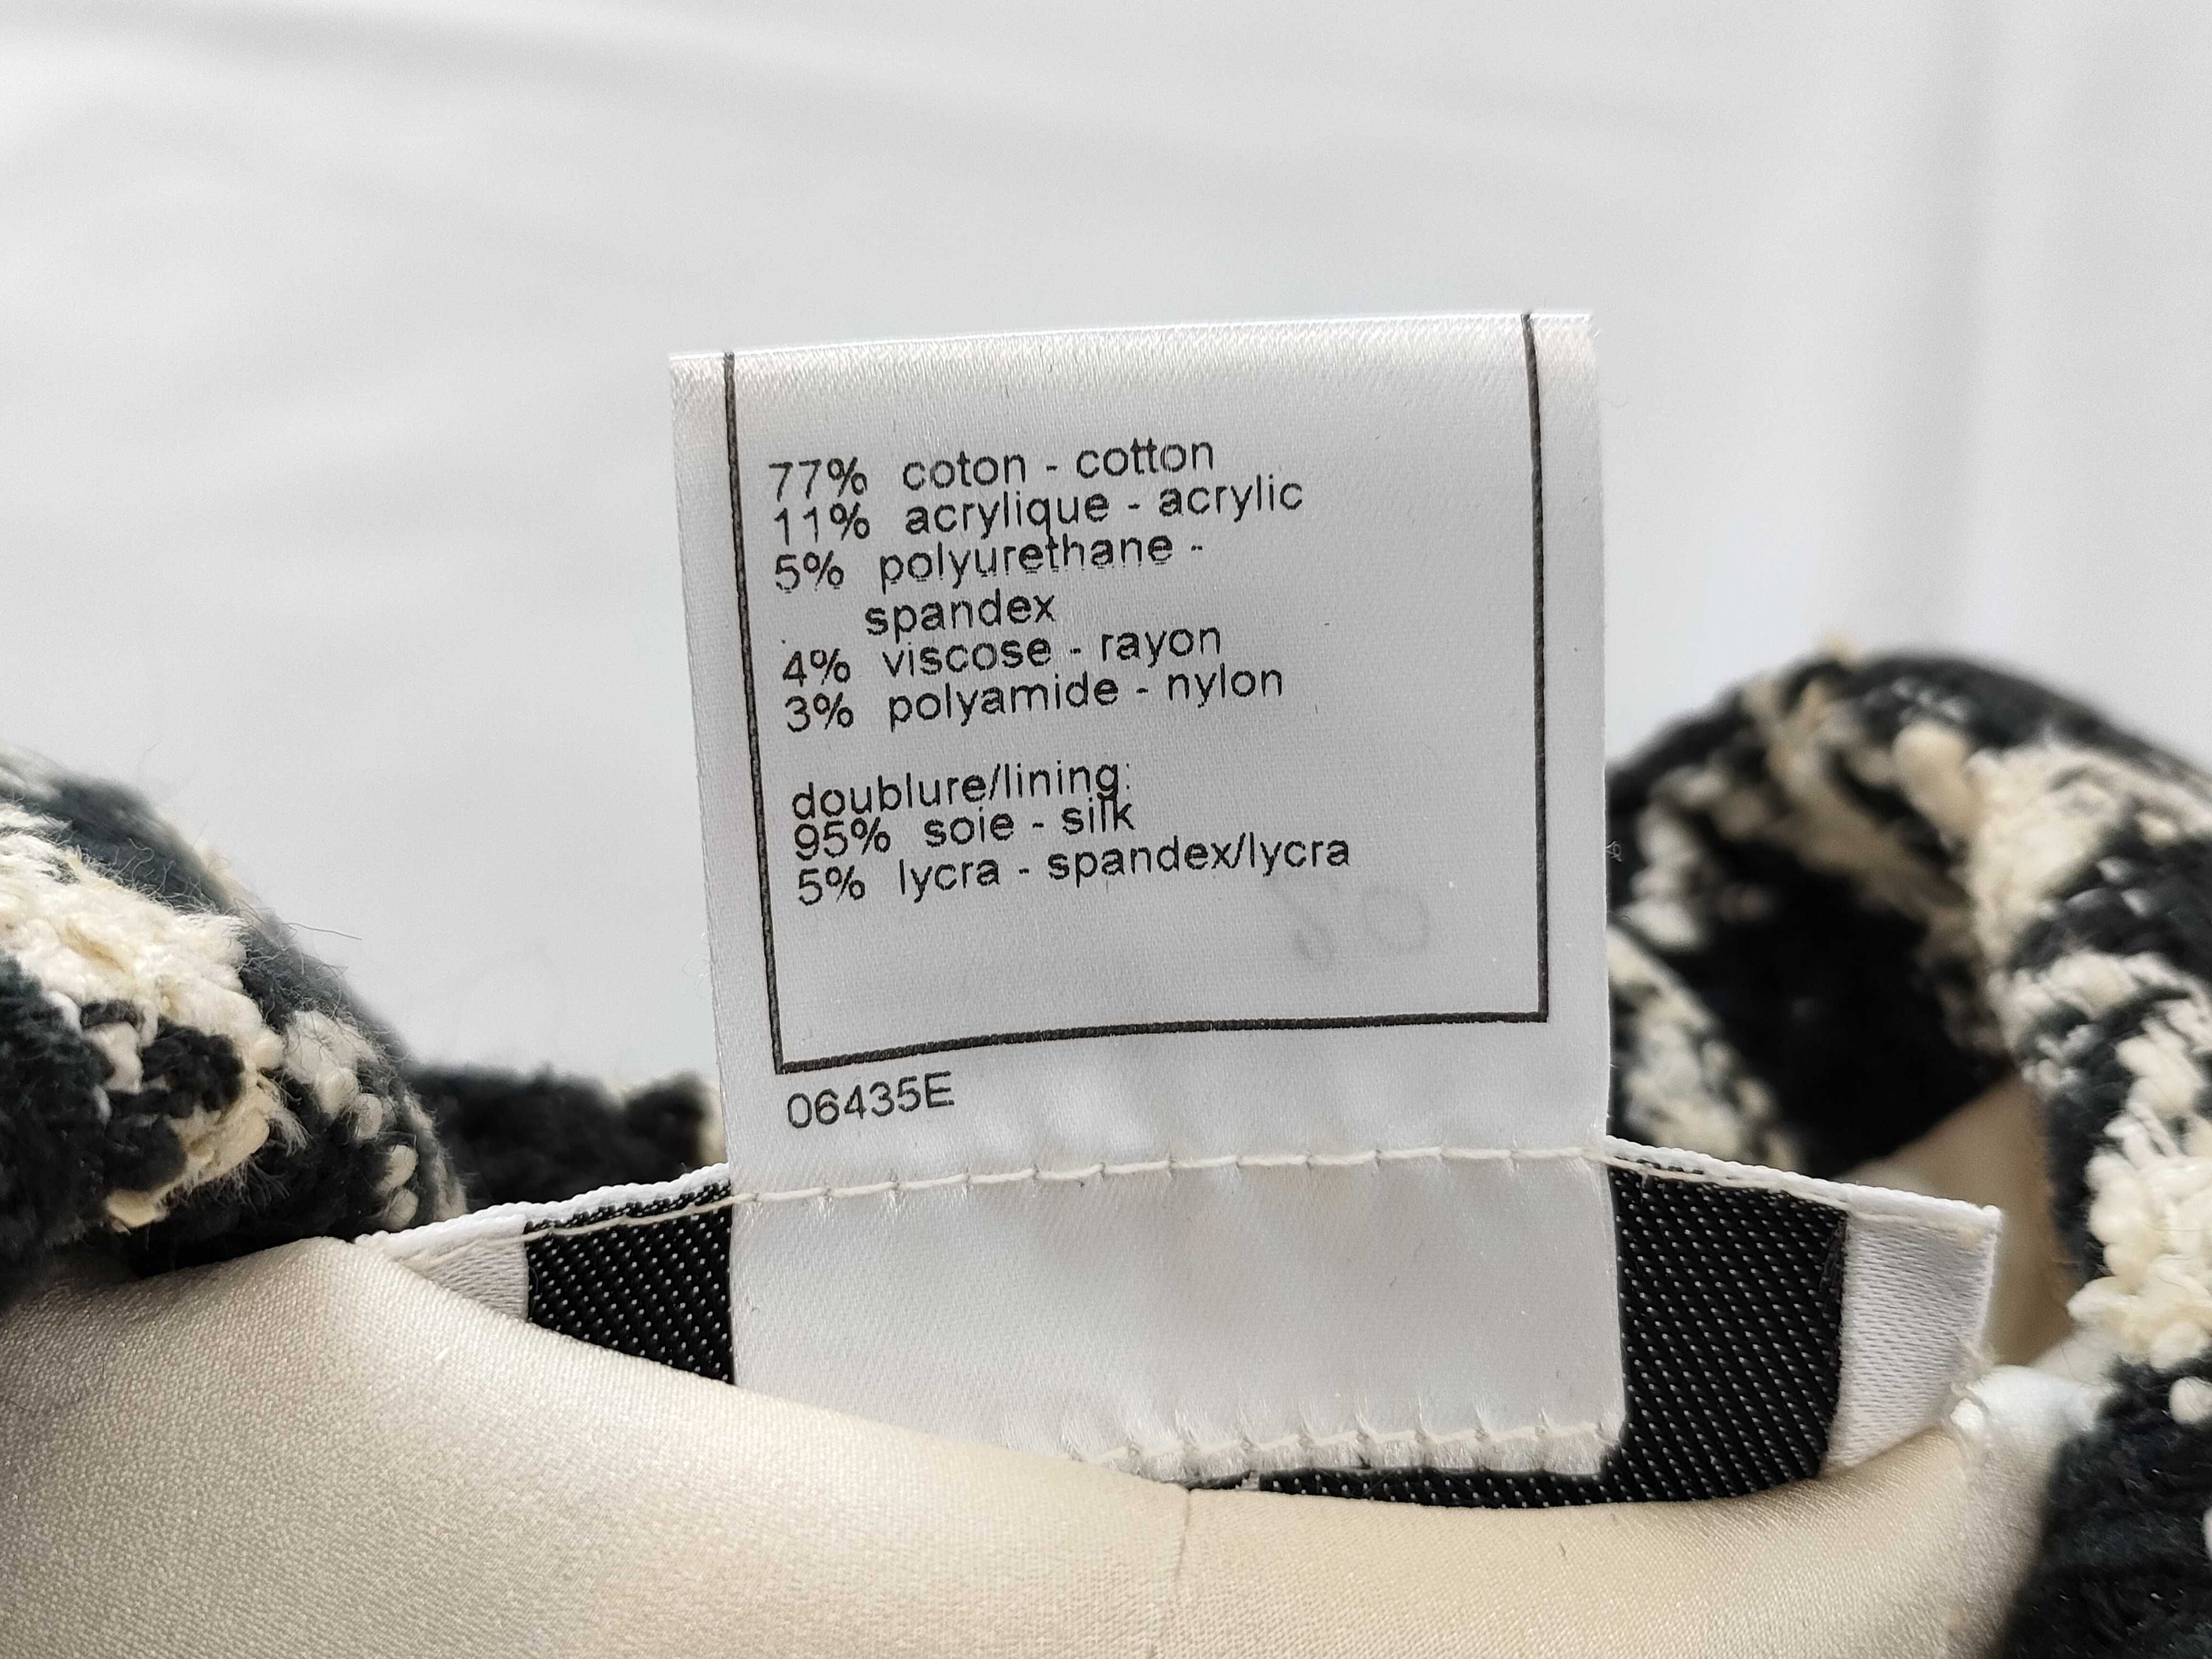 77% coton - cotton
11% acrylique - acrylic
5% polyurethane -
spandex
4% viscose - rayon
3% polyamide - nylon
doublure/lining:
95% soie - silk
5% lycra - spandex/lycra
06435E